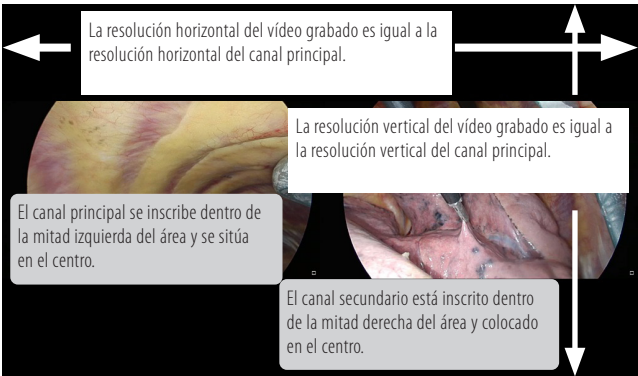 La resolución horizontal del vídeo grabado es igual a la
resolución horizontal del canal principal.
La resolución vertical del vídeo grabado es igual a
la resolución vertical del canal principal.
El canal principal se inscribe dentro de
la mitad izquierda del área y se sitúa
en el centro.
El canal secundario está inscrito dentro
de la mitad derecha del área y colocado
en el centro.